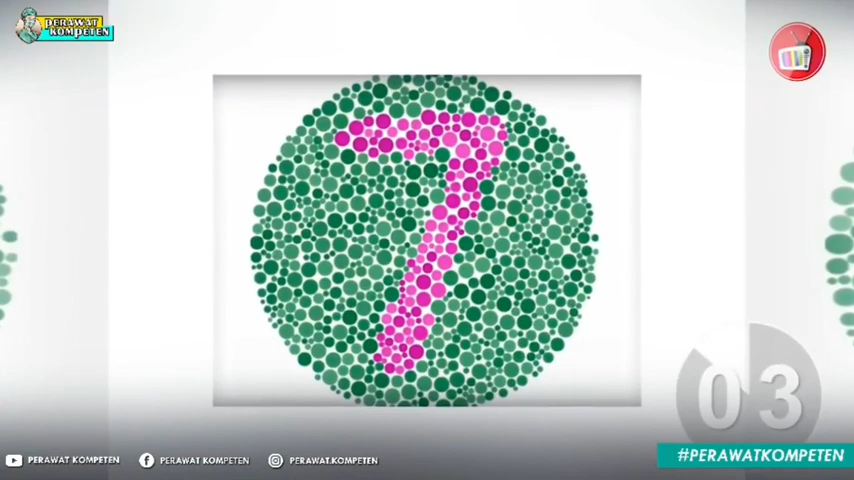 PERAWAT
KOMPETEN
7
03
PERAWAT KOMPETEN
PERAWAT KOMPETEN
PERAWAT.KOMPETEN
#PERAWATKOMPETEN